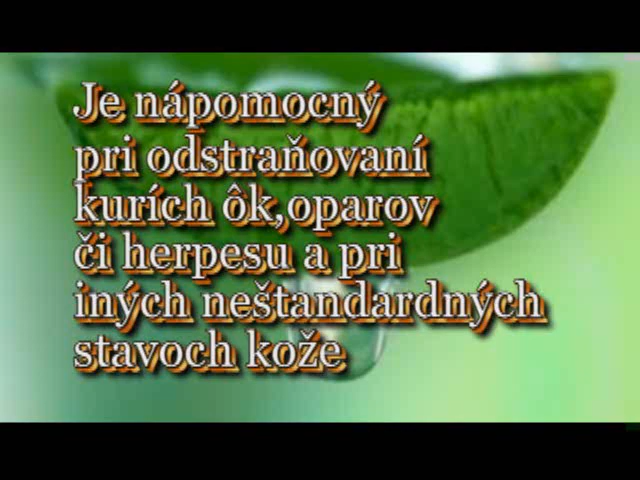 Je nápomocný
pri odstraňovaní
kurích ôk,oparov
či herpesu a pri
iných neštandardných
stavoch kože